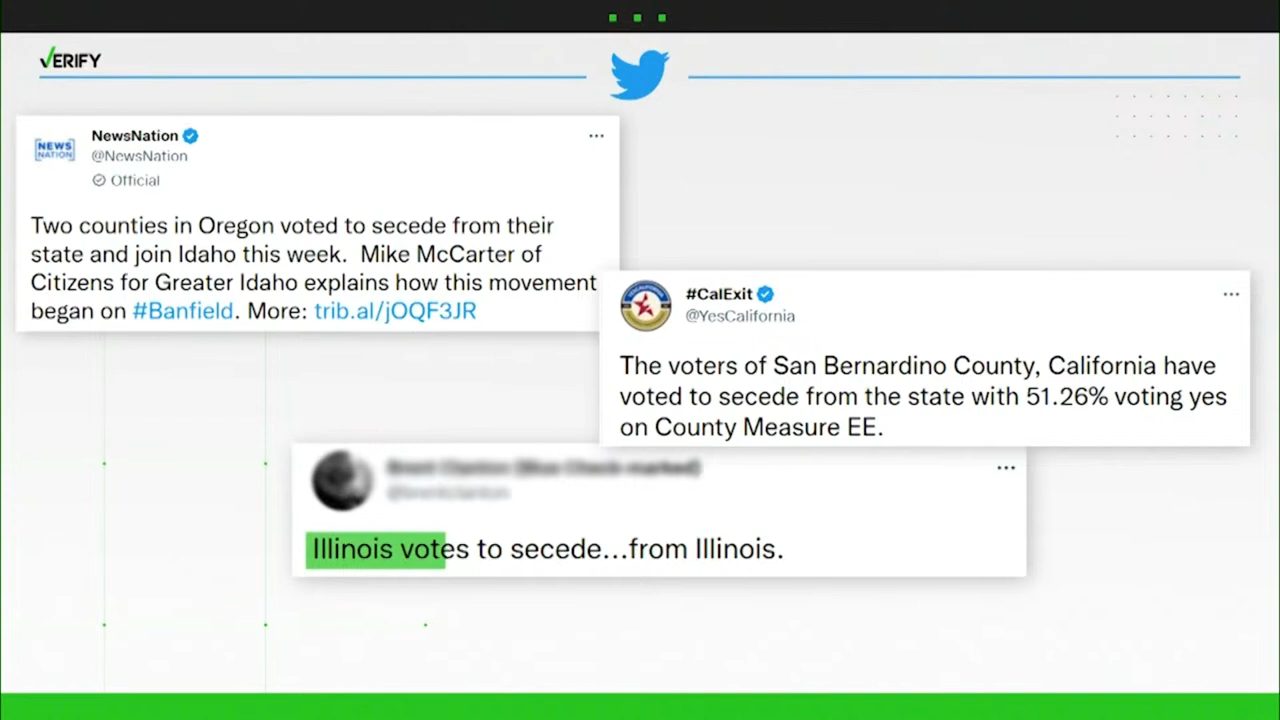 VERIFY
NEWS
NATION
NewsNation
@NewsNation
Official
Two counties in Oregon voted to secede from their
state and join Idaho this week. Mike McCarter of
Citizens for Greater Idaho explains how this movement
began on #Banfield. More: trib.al/jOQF3JR
#CalExit
@YesCalifornia
The voters of San Bernardino County, California have
voted to secede from the state with 51.26% voting yes
on County Measure EE.
Illinois votes to secede...from Illinois.